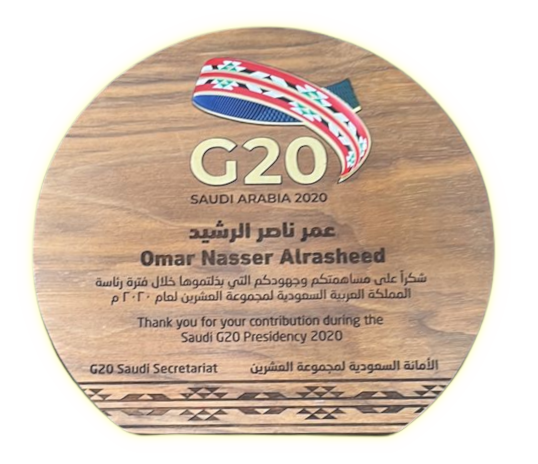 G20
SAUDI ARABIA 2020
عمر ناصر الرشيد
Omar Nasser Alrasheed
شكراً على مساهمتكم وجهودكم التي بذلتموها خلال فترة رئاسة
المملكة العربية السعودية لمجموعة العشرين لعام ٢٠٢٠ م
Thank you for your contribution during the
Saudi G20 Presidency 2020
G20 Saudi Secretariat الأمانة السعودية لمجموعة العشرين